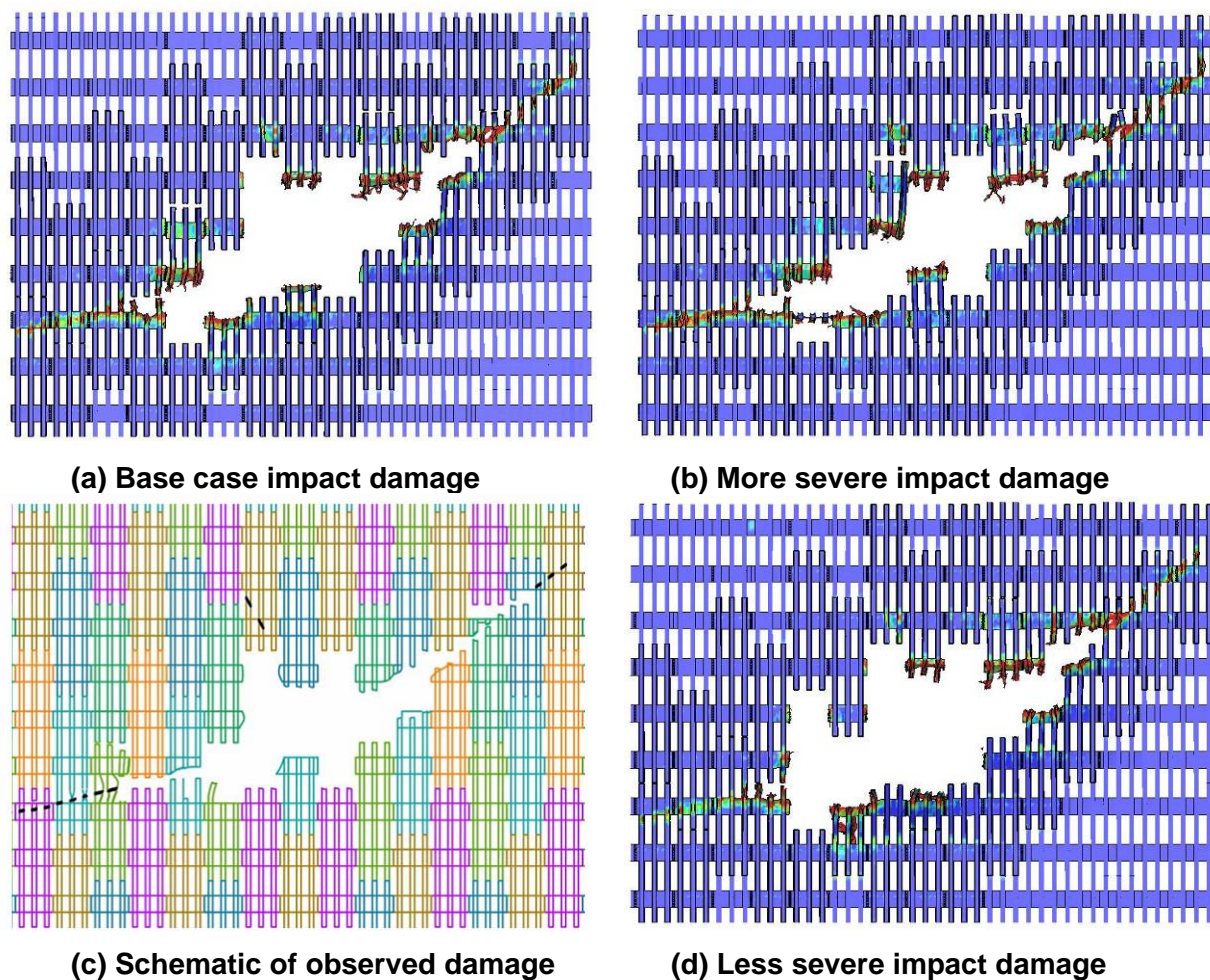 (a) Base case impact damage
(b) More severe impact damage
(c) Schematic of observed damage
(d) Less severe impact damage